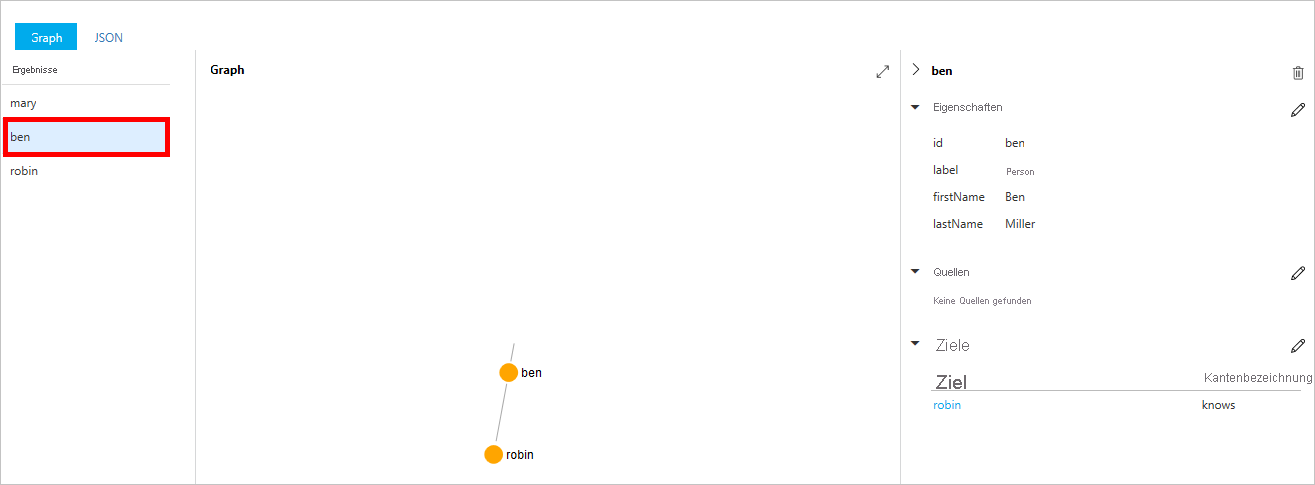 Graph JSON
Ergebnisse
mary
ben
robin
Graph
ben
robin
ben
Eigenschaften
id ben
label Person
firstName Ben
lastName Miller
Quellen
Keine Quellen gefunden
Ziele
Ziel Kantenbezeichnung
robin knows